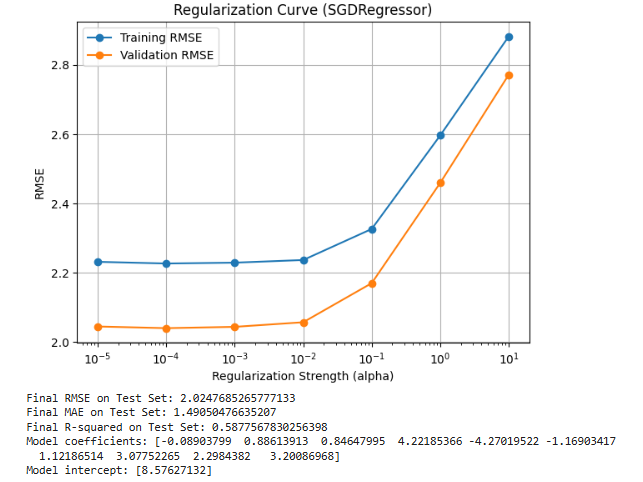 Regularization Curve (SGDRegressor)
Training RMSE
Validation RMSE
2.8
2.6
2.4
2.2
2.0
RMSE
10⁻⁵ 10⁻⁴ 10⁻³ 10⁻² 10⁻¹ 10⁰ 10¹
Regularization Strength (alpha)
Final RMSE on Test Set: 2.0247685265777133
Final MAE on Test Set: 1.49050476635207
Final R-squared on Test Set: 0.5877567830256398
Model coefficients: [-0.08903799 0.88613913 0.84647995 4.22185366 -4.27019522 -1.16903417
1.12186514 3.07752265 2.2984382 3.20086968]
Model intercept: [8.57627132]